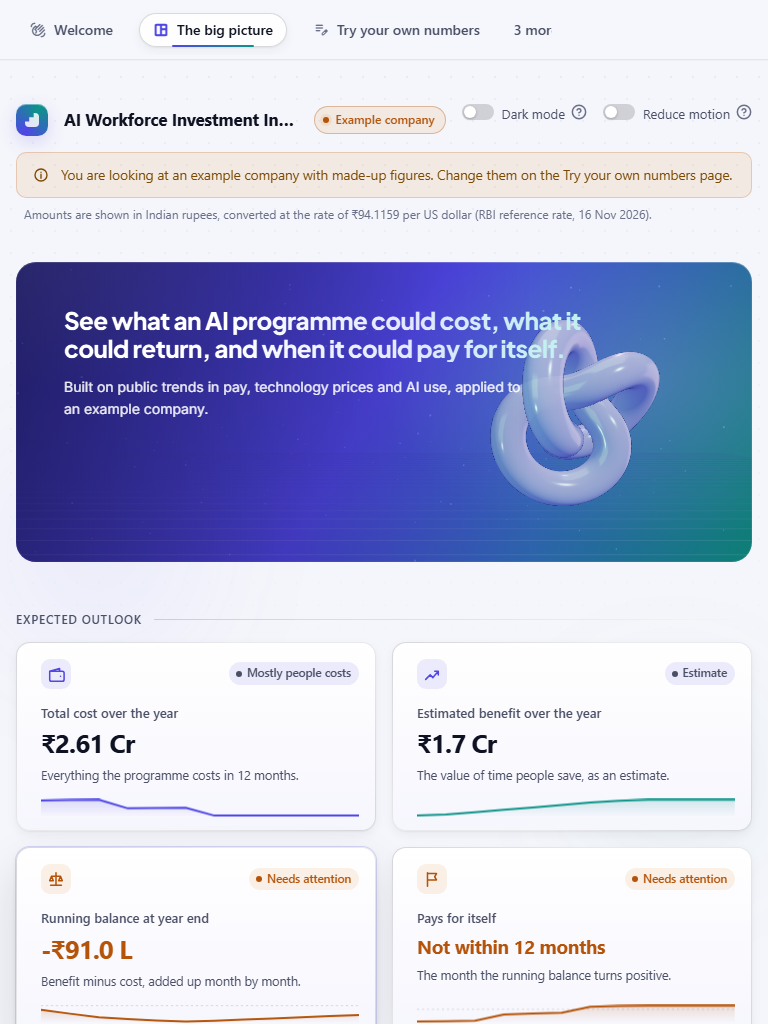 Welcome
The big picture
Try your own numbers
3 mor
AI Workforce Investment In...
Example company
Dark mode
Reduce motion
You are looking at an example company with made-up figures. Change them on the Try your own numbers page.
Amounts are shown in Indian rupees, converted at the rate of ₹94.1159 per US dollar (RBI reference rate, 16 Nov 2026).
See what an AI programme could cost, what it
could return, and when it could pay for itself.
Built on public trends in pay, technology prices and AI use, applied to
an example company.
EXPECTED OUTLOOK
Mostly people costs
Total cost over the year
₹2.61 Cr
Everything the programme costs in 12 months.
Estimate
Estimated benefit over the year
₹1.7 Cr
The value of time people save, as an estimate.
Needs attention
Running balance at year end
-₹91.0 L
Benefit minus cost, added up month by month.
Needs attention
Pays for itself
Not within 12 months
The month the running balance turns positive.